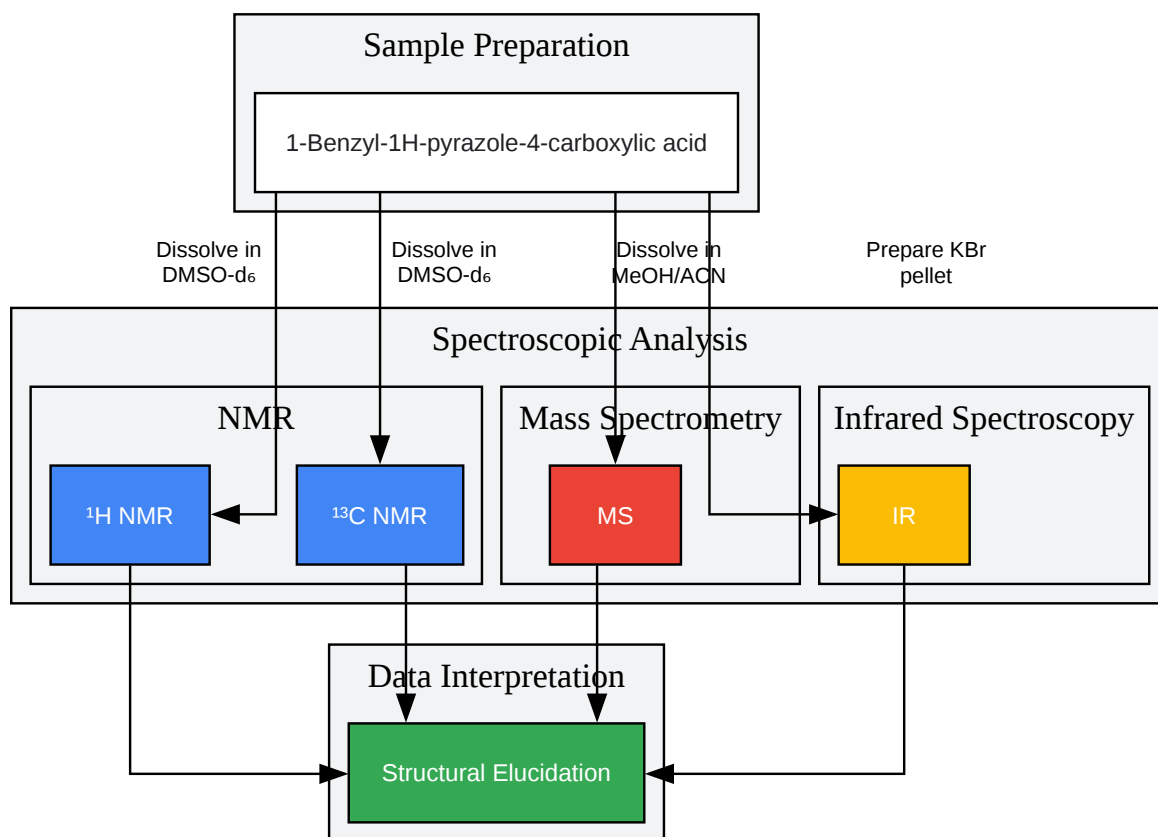 Sample Preparation
1-Benzyl-1H-pyrazole-4-carboxylic acid
Dissolve in
DMSO-d₆
Dissolve in
DMSO-d₆
Dissolve in
MeOH/ACN
Prepare KBr
pellet
Spectroscopic Analysis
NMR
Mass Spectrometry
Infrared Spectroscopy
¹H NMR
¹³C NMR
MS
IR
Data Interpretation
Structural Elucidation